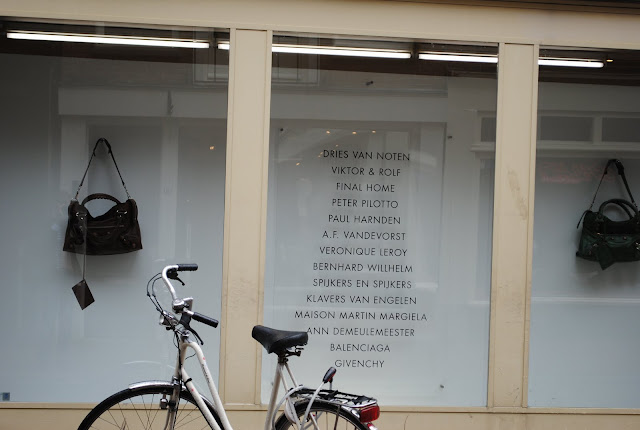 DRIES VAN NOTEN
VIKTOR & ROLF
FINAL HOME
PETER PILOTTO
PAUL HARNDEN
A.F. VANDEVORST
VERONIQUE LEROY
BERNHARD WILLHELM
SPIJKERS EN SPIJKERS
KLAVERS VAN ENGELEN
MAISON MARTIN MARGIELA
ANN DEMEULEMEESTER
BALENCIAGA
GIVENCHY